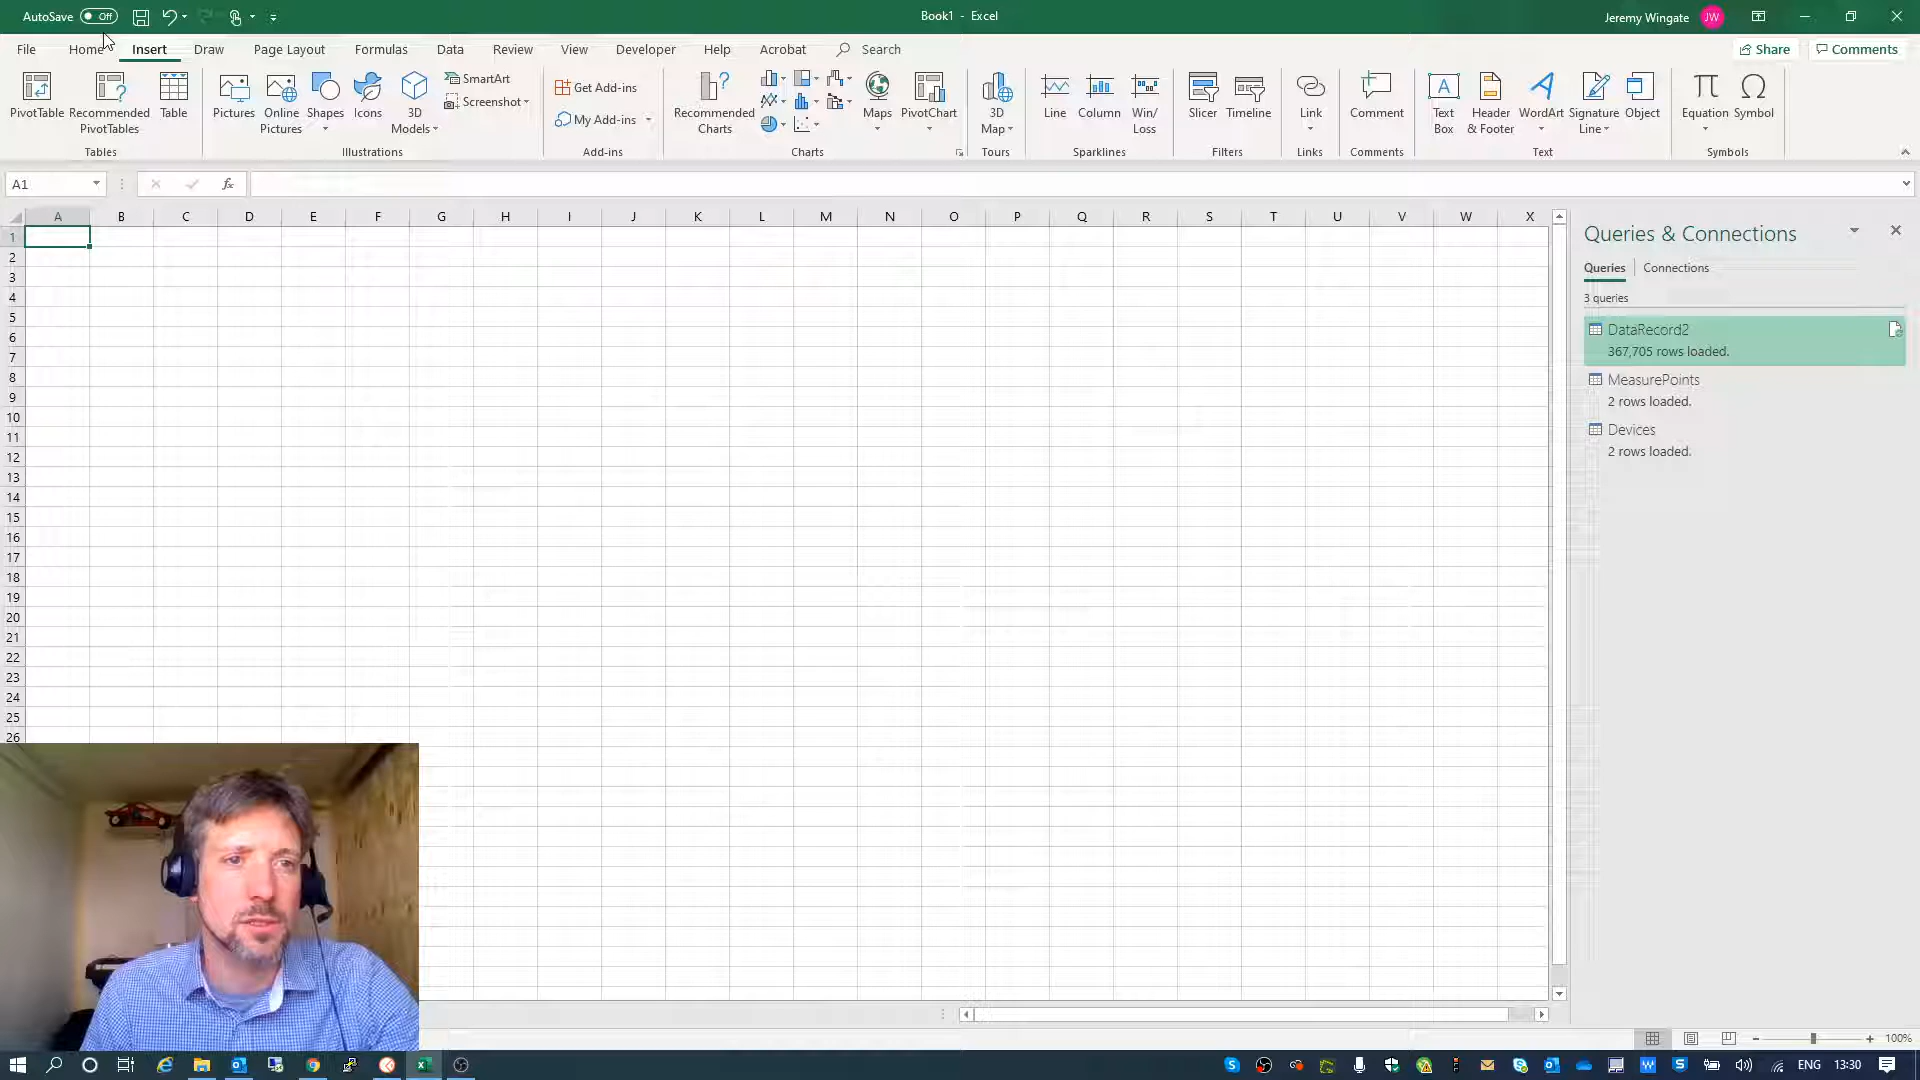 AutoSave Off
Book1 - Excel
Jeremy Wingate JW
File Home Insert Draw Page Layout Formulas Data Review View Developer Help Acrobat Search Share Comments
PivotTable Recommended PivotTables Table
Tables
Pictures Online Pictures Shapes Icons 3D Models SmartArt Screenshot
Illustrations
Get Add-ins
My Add-ins
Add-ins
Recommended Charts Maps PivotChart
Charts
3D Map
Tours
Line Column Win/Loss
Sparklines
Slicer Timeline
Filters
Link
Links
Comment
Comments
Text Box Header & Footer WordArt Signature Line Object
Text
Equation Symbol
Symbols
A1 fx
A B C D E F G H I J K L M N O P Q R S T U V W X
1
2
3
4
5
6
7
8
9
10
11
12
13
14
15
16
17
18
19
20
21
22
23
24
25
26
Queries & Connections
Queries Connections
3 queries
DataRecord2
367,705 rows loaded.
MeasurePoints
2 rows loaded.
Devices
2 rows loaded.
100%
ENG 13:30